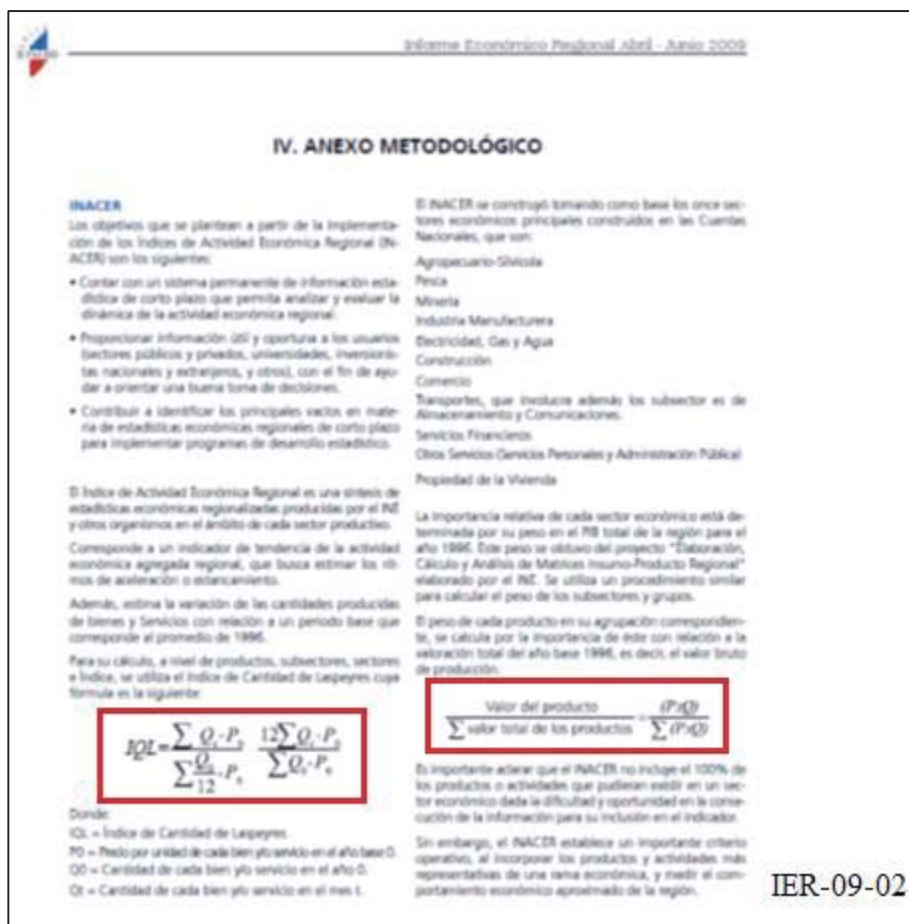 Informe Económico Regional Abril - Junio 2009
IV. ANEXO METODOLÓGICO
INACER
Los objetivos que se plantean a partir de la implementa-
ción de los Índices de Actividad Económica Regional (IN-
ACER) son los siguientes:
• Contar con un sistema permanente de información esta-
dística de corto plazo que permita analizar y evaluar la
dinámica de la actividad económica regional.
• Proporcionar información útil y oportuna a los usuarios
(sectores públicos y privados, universidades, inversionis-
tas nacionales y extranjeros, y otros), con el fin de ayu-
dar a orientar una buena toma de decisiones.
• Contribuir a identificar los principales vacíos en mate-
ria de estadísticas económicas regionales de corto plazo
para implementar programas de desarrollo estadístico.
El Índice de Actividad Económica Regional es una síntesis de
estadísticas económicas regionalizadas producidas por el INE
y otros organismos en el ámbito de cada sector productivo.
Corresponde a un indicador de tendencia de la actividad
económica agregada regional, que busca estimar los rit-
mos de aceleración o estancamiento.
Además, estima la variación de las cantidades producidas
de bienes y Servicios con relación a un periodo base que
corresponde al promedio de 1996.
Para su cálculo, a nivel de productos, subsectores, sectores
e Índice, se utiliza el Índice de Cantidad de Laspeyres cuya
fórmula es la siguiente:
IQL = ∑ Qt · P0 / ∑ Q0/12 · P0   12∑ Qt · P0 / ∑ Q0 · P0
Donde:
IQL = Índice de Cantidad de Laspeyres
P0 = Precio por unidad de cada bien y/o servicio en el año base 0.
Q0 = Cantidad de cada bien y/o servicio en el año 0.
Qt = Cantidad de cada bien y/o servicio en el mes t.
El INACER se construyó tomando como base los once sec-
tores económicos principales construidos en las Cuentas
Nacionales, que son:
Agropecuario-Silvícola
Pesca
Minería
Industria Manufacturera
Electricidad, Gas y Agua
Construcción
Comercio
Transportes, que involucra además los subsector es de
Almacenamiento y Comunicaciones.
Servicios Financieros
Otros Servicios (Servicios Personales y Administración Pública)
Propiedad de la Vivienda
La importancia relativa de cada sector económico está de-
terminada por su peso en el PIB total de la región para el
año 1996. Este peso se obtuvo del proyecto "Elaboración,
Cálculo y Análisis de Matrices Insumo-Producto Regional"
elaborado por el INE. Se utiliza un procedimiento similar
para calcular el peso de los subsectores y grupos.
El peso de cada producto en su agrupación correspondien-
te, se calcula por la importancia de éste con relación a la
valoración total del año base 1996, es decir, el valor bruto
de producción.
Valor del producto / ∑ valor total de los productos = (PxQ) / ∑ (PxQ)
Es importante aclarar que el INACER no incluye el 100% de
los productos o actividades que pudieran existir en un sec-
tor económico dada la dificultad y oportunidad en la conse-
cución de la información para su inclusión en el indicador.
Sin embargo, el INACER establece un importante criterio
operativo, al incorporar los productos y actividades más
representativas de una rama económica, y medir el com-
portamiento económico aproximado de la región.
IER-09-02